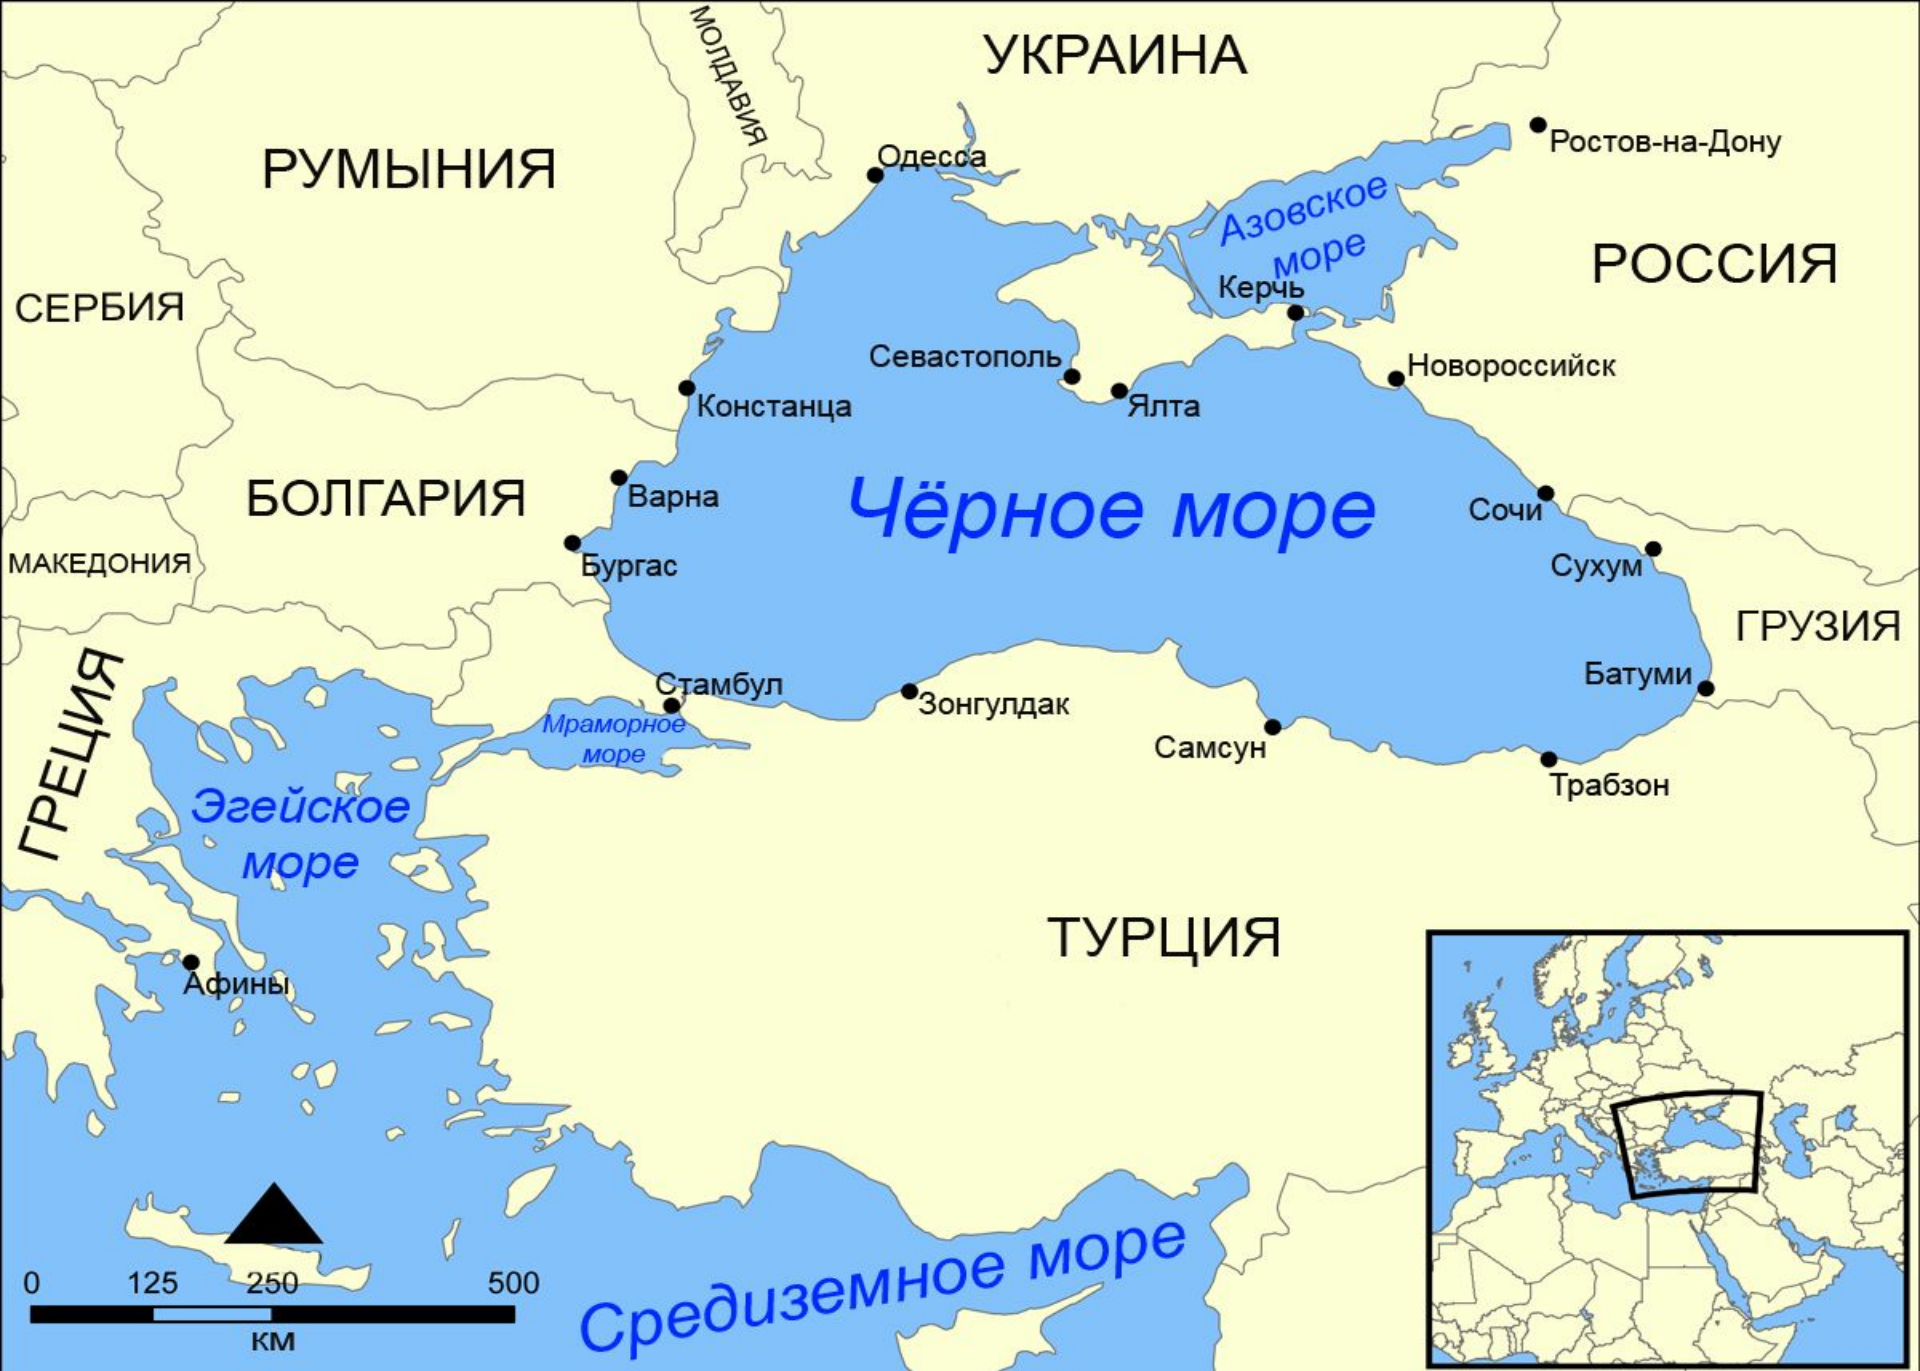 МОЛДАВИЯ
УКРАИНА
РУМЫНИЯ
Одесса
Ростов-на-Дону
Азовское
море
РОССИЯ
Керчь
СЕРБИЯ
Севастополь
Новороссийск
Констанца
Ялта
БОЛГАРИЯ
Варна
Чёрное море
Сочи
МАКЕДОНИЯ
Бургас
Сухум
ГРУЗИЯ
ГРЕЦИЯ
Стамбул
Батуми
Зонгулдак
Мраморное
море
Самсун
Трабзон
Эгейское
море
ТУРЦИЯ
Афины
Средиземное море
0 125 250 500
КМ